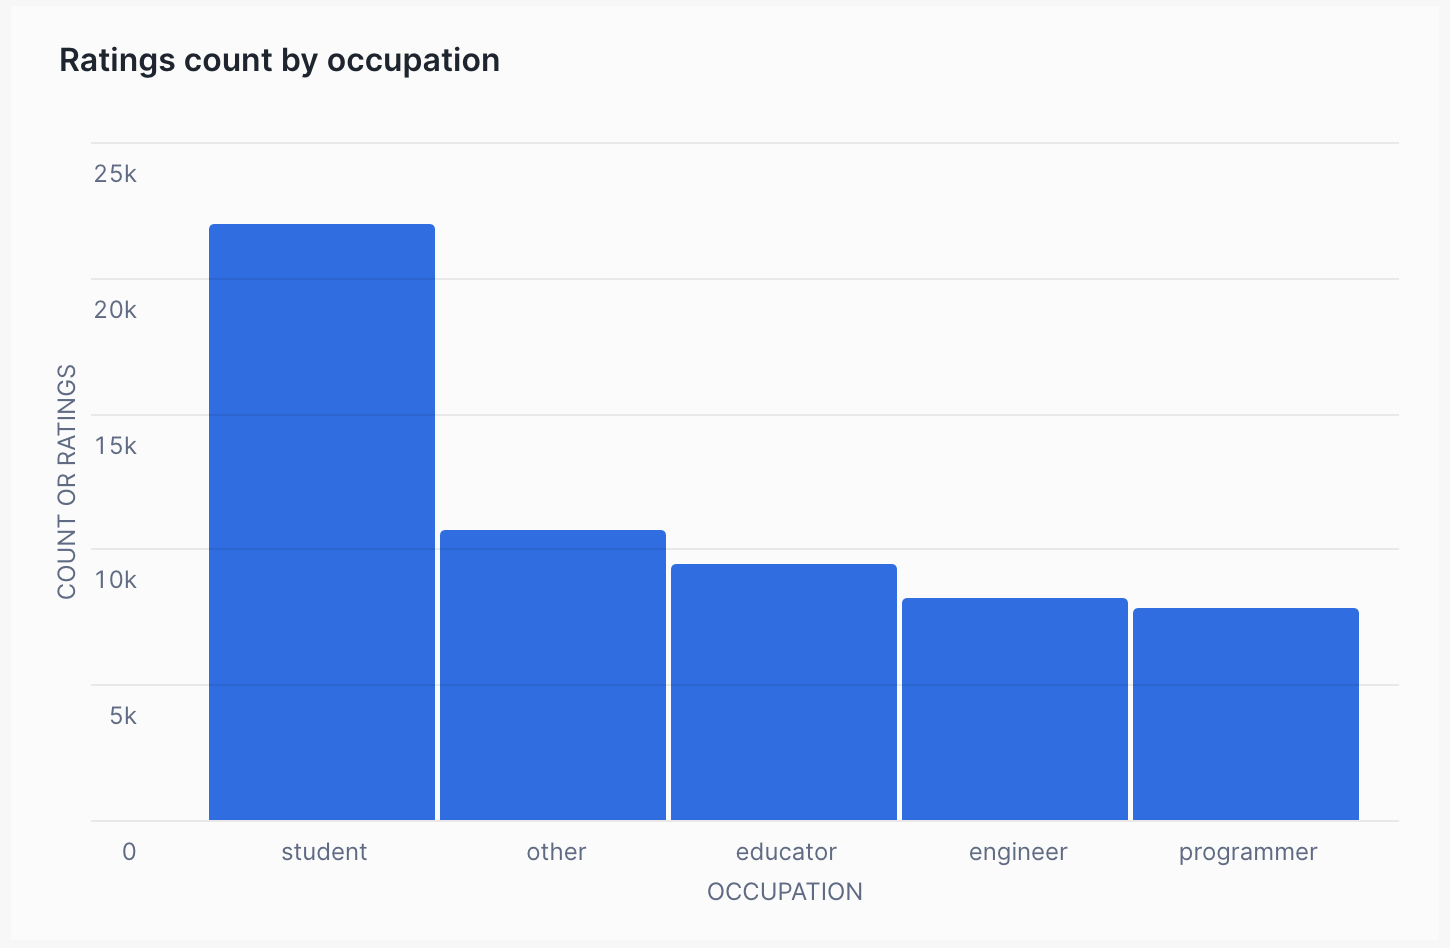 Ratings count by occupation
25k
20k
15k
10k
5k
0
COUNT OR RATINGS
student
other
educator
engineer
programmer
OCCUPATION